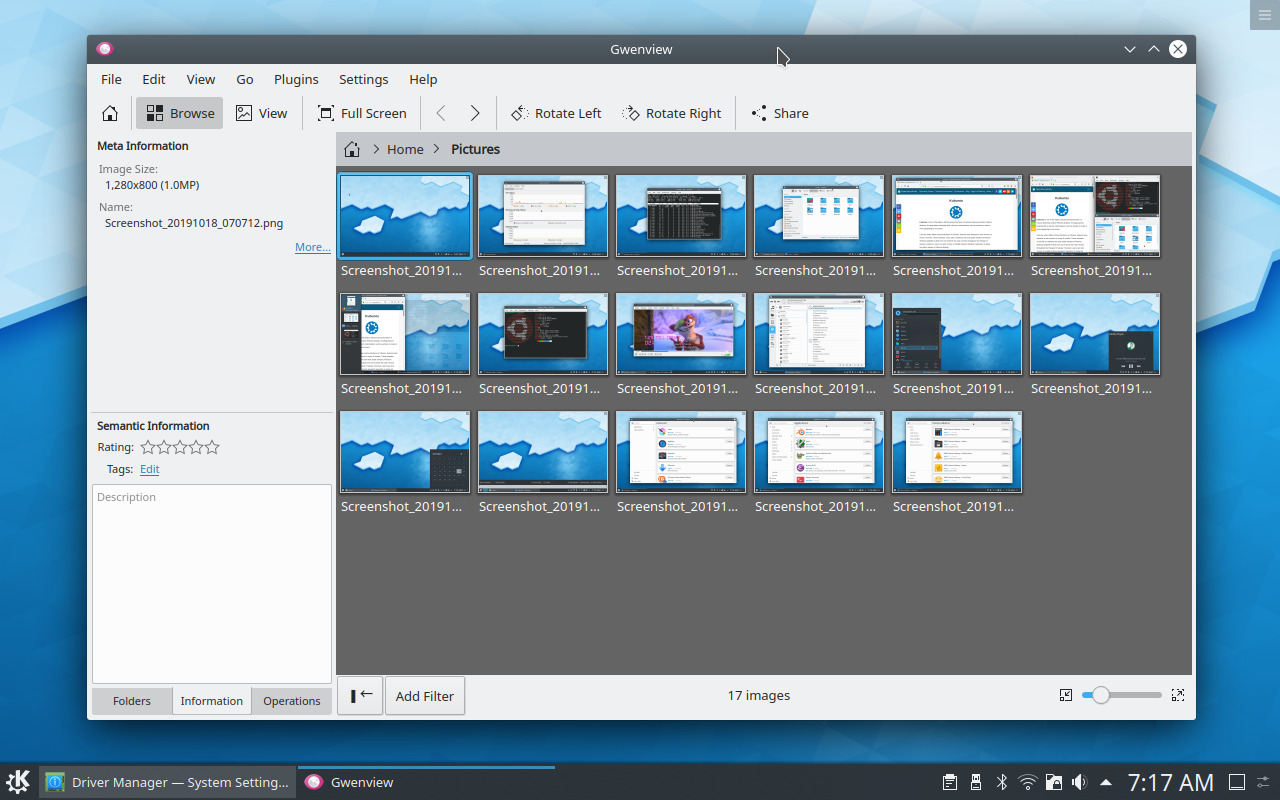 Gwenview
File Edit View Go Plugins Settings Help
Browse View Full Screen Rotate Left Rotate Right Share
Meta Information
Image Size:
1,280x800 (1.0MP)
Name:
Screenshot_20191018_070712.png
More...
Home Pictures
Screenshot_20191... Screenshot_20191... Screenshot_20191... Screenshot_20191... Screenshot_20191... Screenshot_20191...
Screenshot_20191... Screenshot_20191... Screenshot_20191... Screenshot_20191... Screenshot_20191... Screenshot_20191...
Screenshot_20191... Screenshot_20191... Screenshot_20191... Screenshot_20191... Screenshot_20191...
Semantic Information
Rating:
Tags: Edit
Description
Folders Information Operations
Add Filter
17 images
Driver Manager — System Setting... Gwenview 7:17 AM